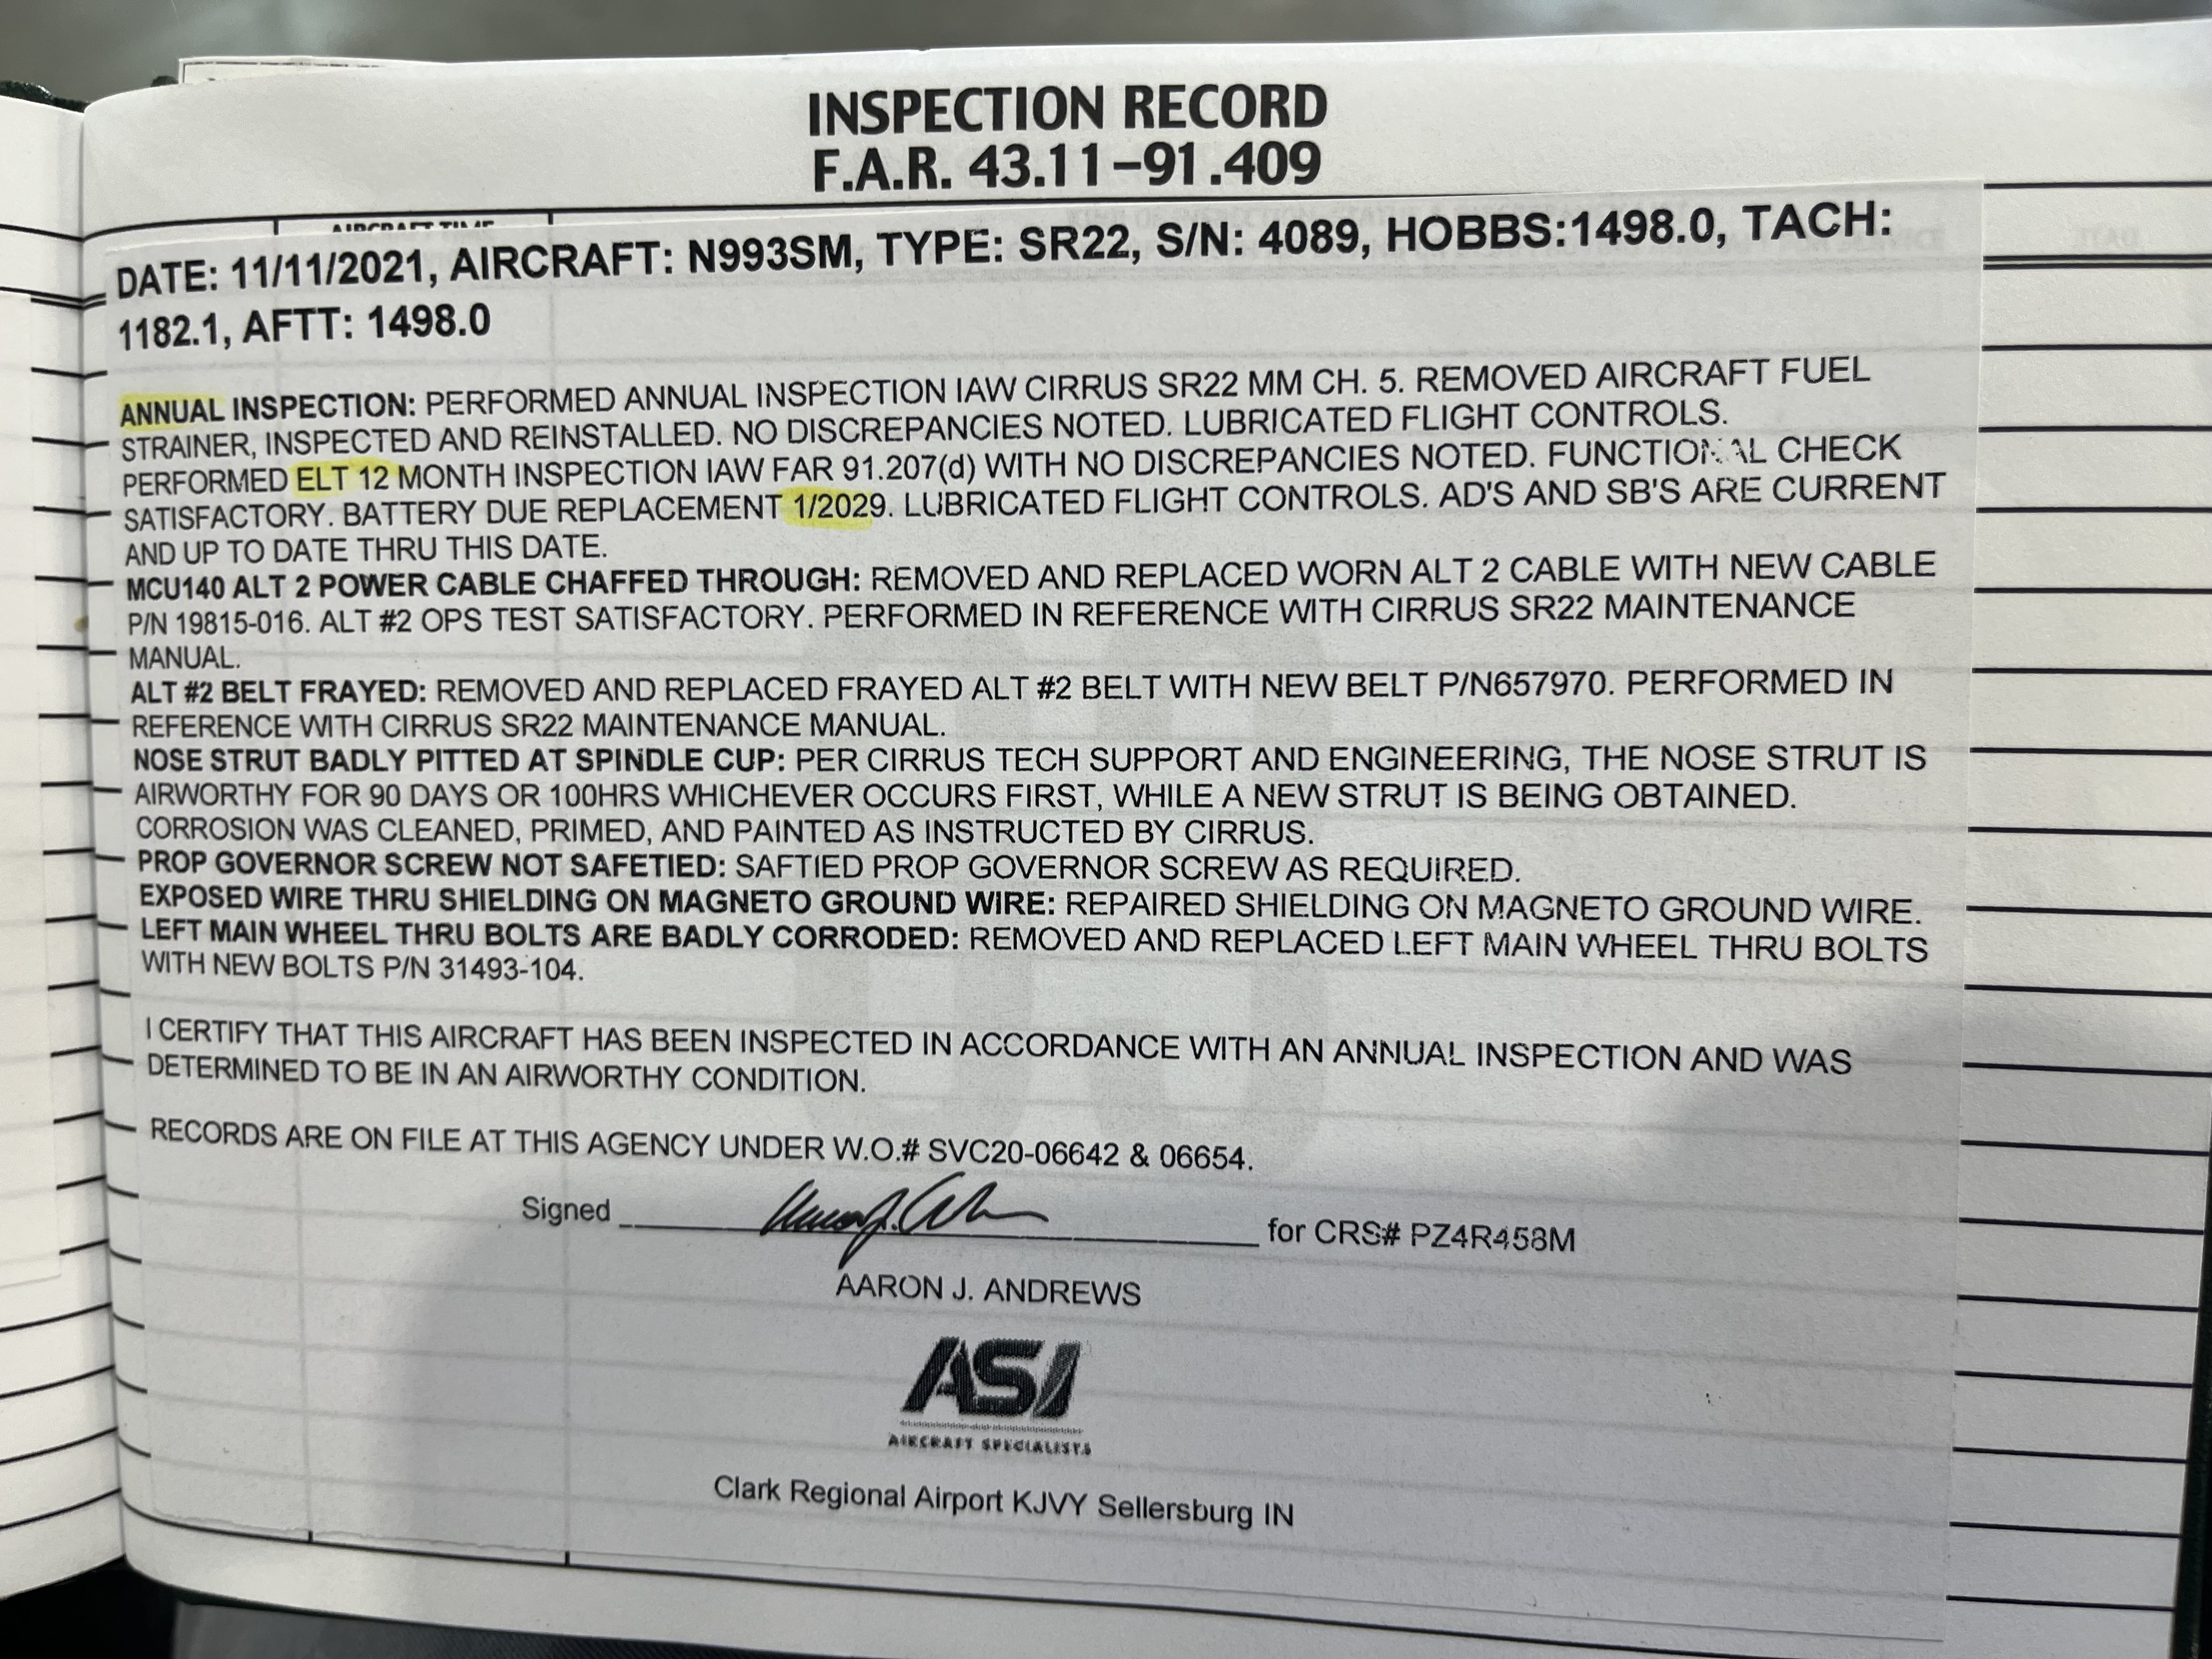 INSPECTION RECORD
F.A.R. 43.11–91.409
AIRCRAFT TIME
DATE: 11/11/2021, AIRCRAFT: N993SM, TYPE: SR22, S/N: 4089, HOBBS:1498.0, TACH:
1182.1, AFTT: 1498.0
ANNUAL INSPECTION: PERFORMED ANNUAL INSPECTION IAW CIRRUS SR22 MM CH. 5. REMOVED AIRCRAFT FUEL
STRAINER, INSPECTED AND REINSTALLED. NO DISCREPANCIES NOTED. LUBRICATED FLIGHT CONTROLS.
PERFORMED ELT 12 MONTH INSPECTION IAW FAR 91.207(d) WITH NO DISCREPANCIES NOTED. FUNCTIONAL CHECK
SATISFACTORY. BATTERY DUE REPLACEMENT 1/2029. LUBRICATED FLIGHT CONTROLS. AD'S AND SB'S ARE CURRENT
AND UP TO DATE THRU THIS DATE.
MCU140 ALT 2 POWER CABLE CHAFFED THROUGH: REMOVED AND REPLACED WORN ALT 2 CABLE WITH NEW CABLE
P/N 19815-016. ALT #2 OPS TEST SATISFACTORY. PERFORMED IN REFERENCE WITH CIRRUS SR22 MAINTENANCE
MANUAL.
ALT #2 BELT FRAYED: REMOVED AND REPLACED FRAYED ALT #2 BELT WITH NEW BELT P/N657970. PERFORMED IN
REFERENCE WITH CIRRUS SR22 MAINTENANCE MANUAL.
NOSE STRUT BADLY PITTED AT SPINDLE CUP: PER CIRRUS TECH SUPPORT AND ENGINEERING, THE NOSE STRUT IS
AIRWORTHY FOR 90 DAYS OR 100HRS WHICHEVER OCCURS FIRST, WHILE A NEW STRUT IS BEING OBTAINED.
CORROSION WAS CLEANED, PRIMED, AND PAINTED AS INSTRUCTED BY CIRRUS.
PROP GOVERNOR SCREW NOT SAFETIED: SAFTIED PROP GOVERNOR SCREW AS REQUIRED.
EXPOSED WIRE THRU SHIELDING ON MAGNETO GROUND WIRE: REPAIRED SHIELDING ON MAGNETO GROUND WIRE.
LEFT MAIN WHEEL THRU BOLTS ARE BADLY CORRODED: REMOVED AND REPLACED LEFT MAIN WHEEL THRU BOLTS
WITH NEW BOLTS P/N 31493-104.
I CERTIFY THAT THIS AIRCRAFT HAS BEEN INSPECTED IN ACCORDANCE WITH AN ANNUAL INSPECTION AND WAS
DETERMINED TO BE IN AN AIRWORTHY CONDITION.
RECORDS ARE ON FILE AT THIS AGENCY UNDER W.O.# SVC20-06642 & 06654.
Signed for CRS# PZ4R458M
AARON J. ANDREWS
ASI
AIRCRAFT SPECIALISTS
Clark Regional Airport KJVY Sellersburg IN